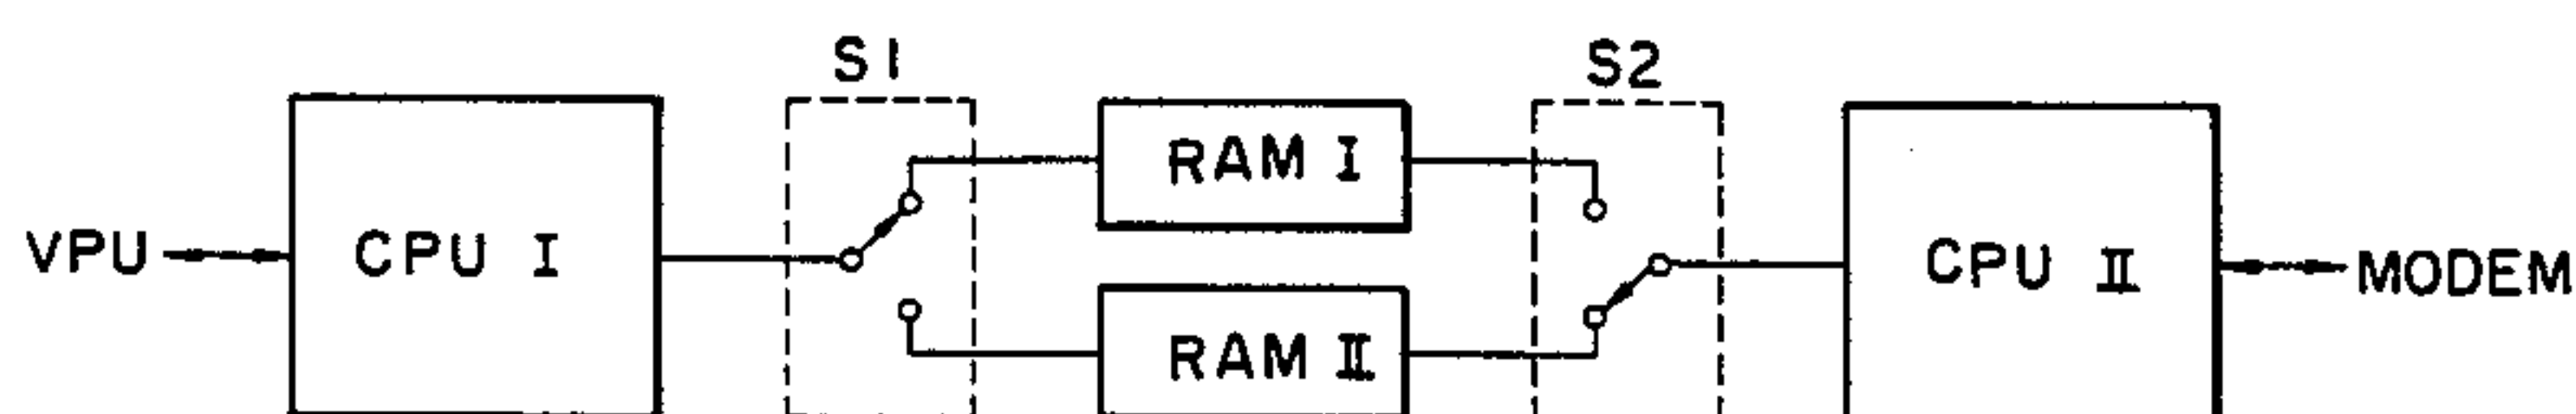 S1
S2
RAM I
VPU
CPU I
CPU II
MODEM
RAM II